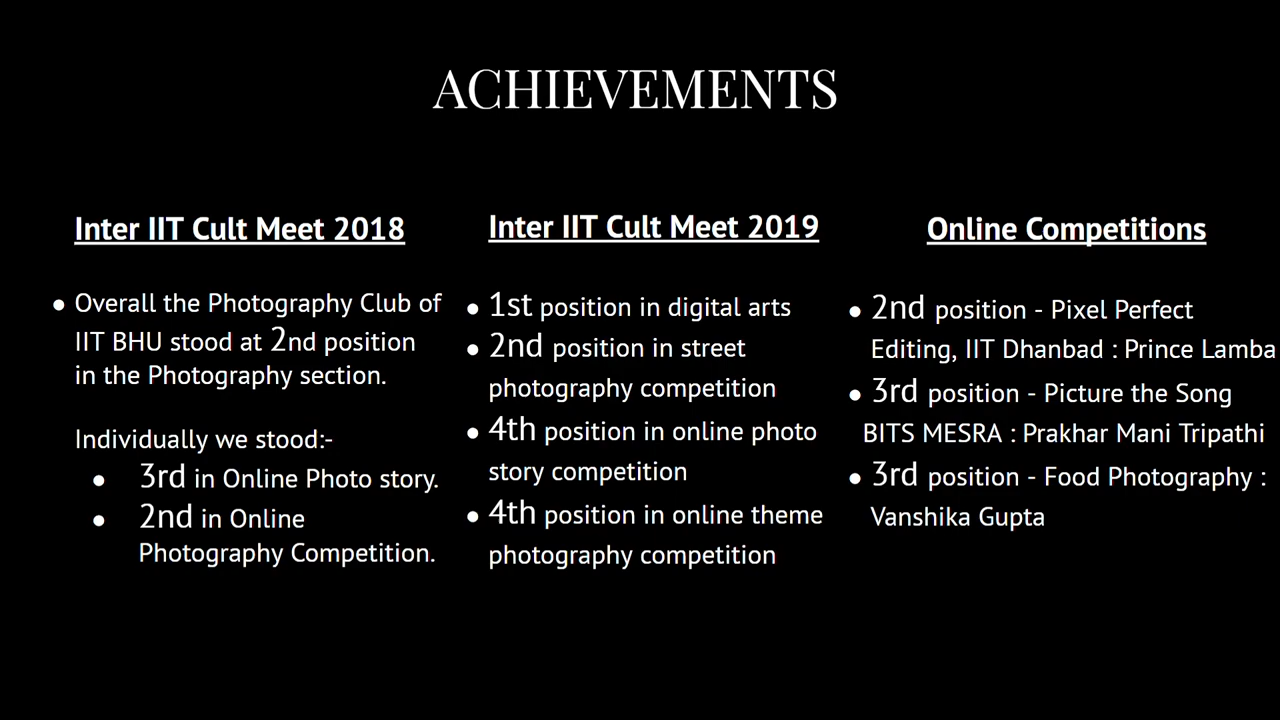 ACHIEVEMENTS
Inter IIT Cult Meet 2018
● Overall the Photography Club of
IIT BHU stood at 2nd position
in the Photography section.
Individually we stood:-
● 3rd in Online Photo story.
● 2nd in Online
Photography Competition.
Inter IIT Cult Meet 2019
● 1st position in digital arts
● 2nd position in street
photography competition
● 4th position in online photo
story competition
● 4th position in online theme
photography competition
Online Competitions
● 2nd position - Pixel Perfect
Editing, IIT Dhanbad : Prince Lamba
● 3rd position - Picture the Song
BITS MESRA : Prakhar Mani Tripathi
● 3rd position - Food Photography :
Vanshika Gupta